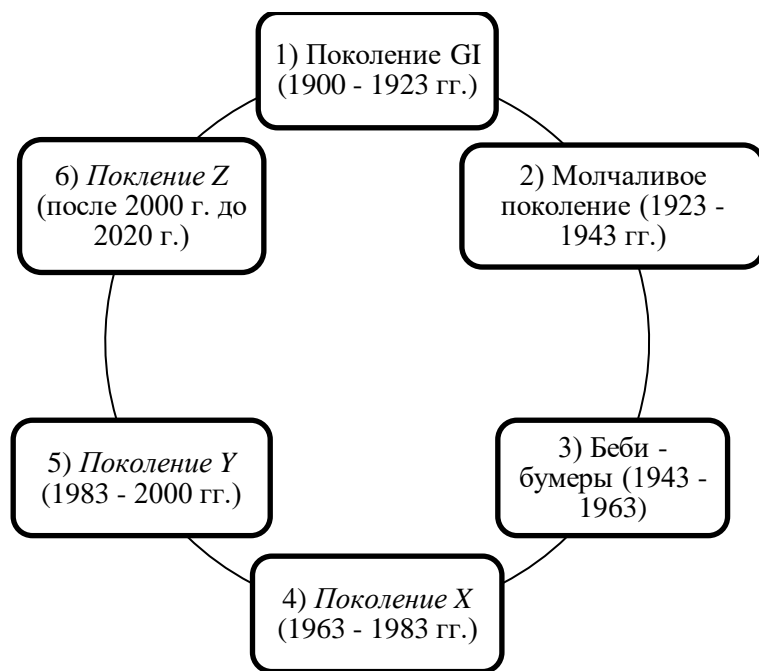 1) Поколение GI
(1900 - 1923 гг.)
2) Молчаливое
поколение (1923 -
1943 гг.)
3) Беби -
бумеры (1943 -
1963)
4) Поколение X
(1963 - 1983 гг.)
5) Поколение Y
(1983 - 2000 гг.)
6) Покление Z
(после 2000 г. до
2020 г.)